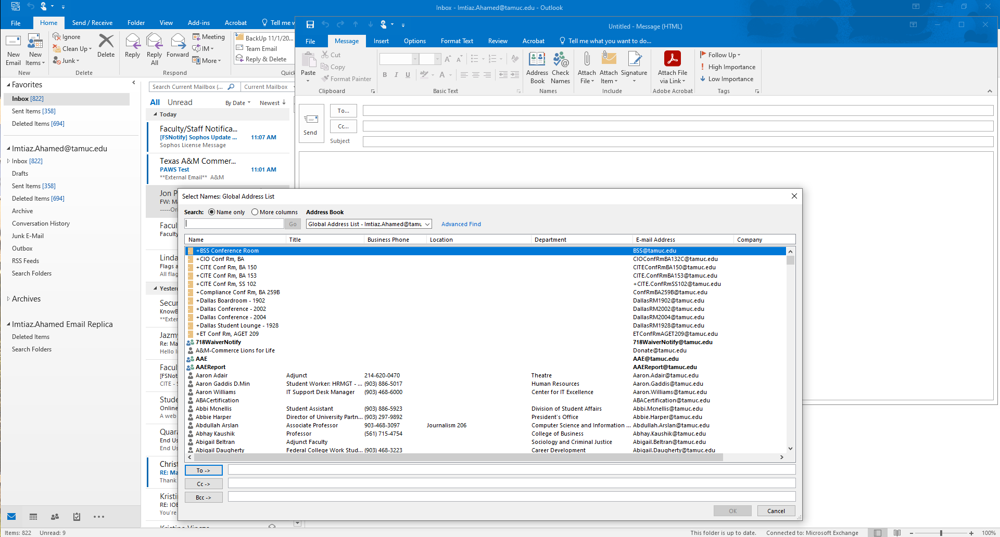 Inbox - Imtiaz.Ahamed@tamuc.edu - Outlook
File Home Send / Receive Folder View Add-ins Acrobat Tell me
New Email
New Items
New
Ignore
Clean Up
Junk
Delete
Delete
Reply
Reply All
Forward
Meeting
IM
More
Respond
BackUp 11/1/20...
Team Email
Reply & Delete
Quic
Untitled - Message (HTML)
File Message Insert Options Format Text Review Acrobat Tell me what you want to do...
Paste
Cut
Copy
Format Painter
Clipboard
B I U
Basic Text
Address Book
Check Names
Names
Attach File
Attach Item
Signature
Include
Attach File via Link
Adobe Acrobat
Follow Up
High Importance
Low Importance
Tags
Send
To...
Cc...
Subject
Favorites
Inbox [822]
Sent Items [358]
Deleted Items [694]
Imtiaz.Ahamed@tamuc.edu
Inbox [822]
Drafts
Sent Items [358]
Deleted Items [694]
Archive
Conversation History
Junk E-Mail
Outbox
RSS Feeds
Search Folders
Archives
Imtiaz.Ahamed Email Replica
Deleted Items
Search Folders
Search Current Mailbox (... Current Mailbox
All Unread By Date Newest
Today
Faculty/Staff Notifica...
[FSNotify] Sophos Update ... 11:07 AM
Sophos License Message
Texas A&M Commer...
PAWS Test 11:01 AM
**External Email** A&M
Jon P
FW: Ma
-----Ori
Facul
Faculty
Linda
Flags a
All flag
Yestere
Secur
KnowB
**Exter
Jazmy
Re: Ma
Hello I
Facul
[FSNot
CITE - S
Stude
Online
A web
Quara
End Us
End Us
Christ
RE: Ma
Thank
Kristi
RE: IOE
You're
Select Names: Global Address List
Search: Name only More columns Address Book
Go Global Address List - Imtiaz.Ahamed@tamu Advanced Find
Name Title Business Phone Location Department E-mail Address Company
+BSS Conference Room BSS@tamuc.edu
+CIO Conf Rm, BA CIOConfRmBA132C@tamuc.edu
+CITE Conf Rm, BA 150 CITEConfRmBA150@tamuc.edu
+CITE Conf Rm, BA 153 CITE.ConfRmBA153@tamuc.edu
+CITE Conf Rm, SS 102 +CITE.ConfRmSS102@tamuc.edu
+Compliance Conf Rm, BA 259B ConfRmBA259B@tamuc.edu
+Dallas Boardroom - 1902 DallasRM1902@tamuc.edu
+Dallas Conference - 2002 DallasRM2002@tamuc.edu
+Dallas Conference - 2004 DallasRM2004@tamuc.edu
+Dallas Student Lounge - 1928 DallasRM1928@tamuc.edu
+ET Conf Rm, AGET 209 ETConfRmAGET209@tamuc.edu
718WaiverNotify 718WaiverNotify@tamuc.edu
A&M-Commerce Lions for Life Donate@tamuc.edu
AAE AAE@tamuc.edu
AAEReport AAEReport@tamuc.edu
Aaron Adair Adjunct 214-620-0470 Theatre Aaron.Adair@tamuc.edu
Aaron Gaddis D.Min Student Worker: HRMGT - ... (903) 886-5017 Human Resources Aaron.Gaddis@tamuc.edu
Aaron Williams IT Support Desk Manager (903) 468-6000 Center for IT Excellence Aaron.Williams@tamuc.edu
ABACertification ABACertification@tamuc.edu
Abbi Mcnellis Student Assistant (903) 886-5923 Division of Student Affairs Abbi.Mcnellis@tamuc.edu
Abbie Harper Director of University Partn... (903) 297-9892 President's Office Abbie.Harper@tamuc.edu
Abdullah Arslan Associate Professor 903-468-3097 Journalism 206 Computer Science and Information ... Abdullah.Arslan@tamuc.edu
Abhay Kaushik Professor (561) 715-4754 College of Business Abhay.Kaushik@tamuc.edu
Abigail Beltran Adjunct Faculty Sociology and Criminal Justice Abigail.Beltran@tamuc.edu
Abigail Daugherty Federal College Work Stud... (903) 468-3223 Career Development Abigail.Daugherty@tamuc.edu
To ->
Cc ->
Bcc ->
OK Cancel
Items: 822 Unread: 9 This folder is up to date. Connected to: Microsoft Exchange 100%